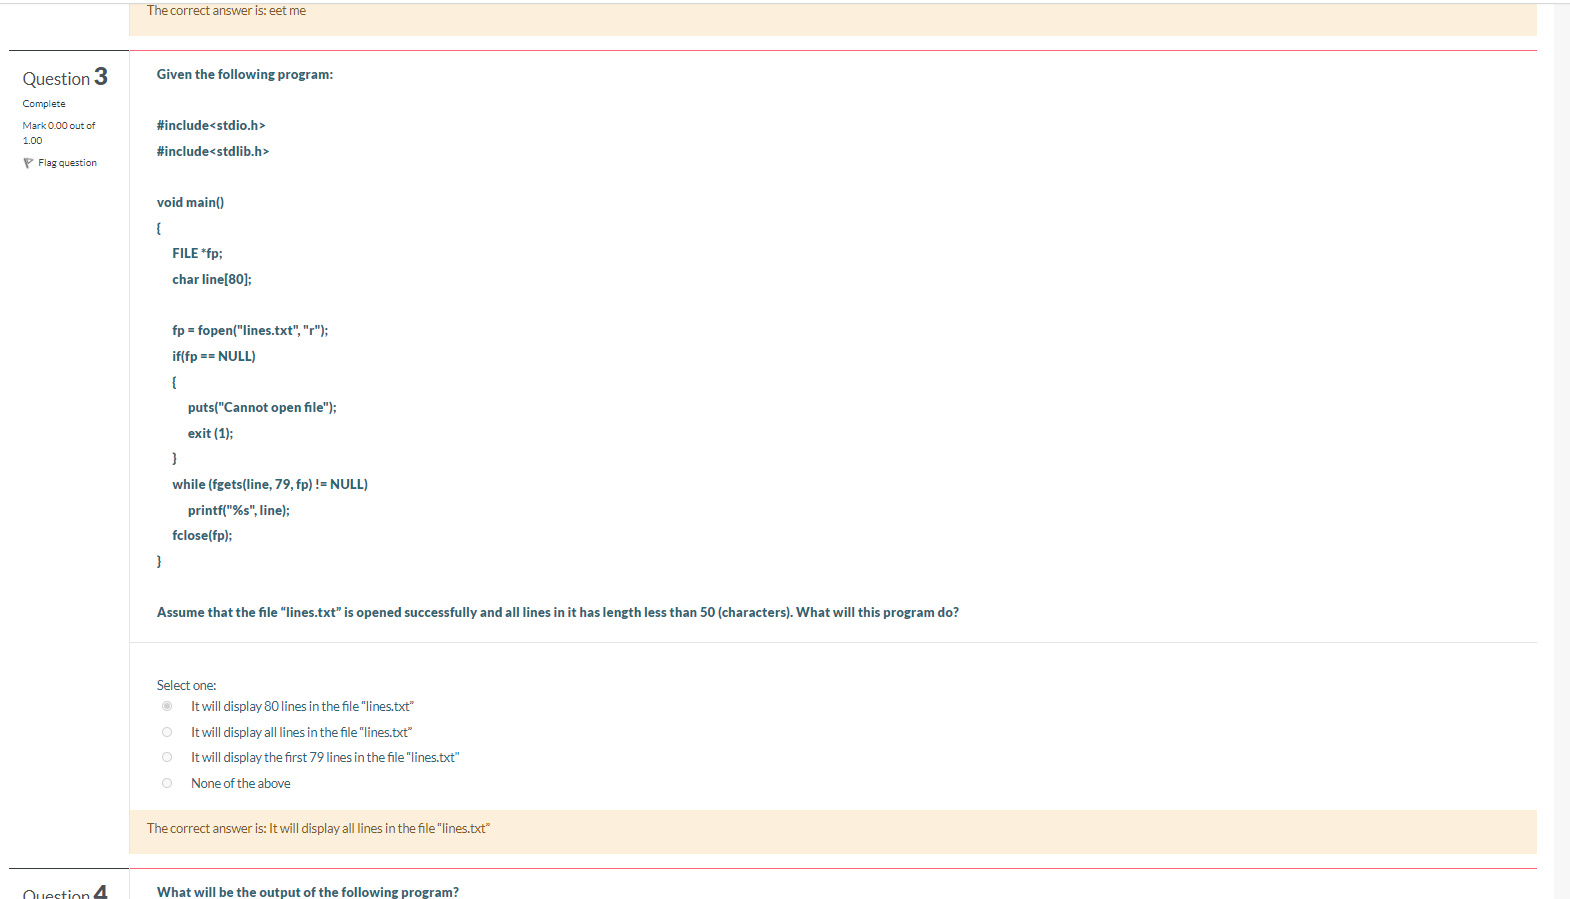 The correct answer is: eet me
Question 3
Complete
Mark 0.00 out of
1.00
Flag question
Given the following program:
#include<stdio.h>
#include<stdlib.h>
void main()
{
FILE *fp;
char line[80];
fp = fopen("lines.txt", "r");
if(fp == NULL)
{
puts("Cannot open file");
exit (1);
}
while (fgets(line, 79, fp) != NULL)
printf("%s", line);
fclose(fp);
}
Assume that the file “lines.txt” is opened successfully and all lines in it has length less than 50 (characters). What will this program do?
Select one:
It will display 80 lines in the file “lines.txt”
It will display all lines in the file “lines.txt”
It will display the first 79 lines in the file “lines.txt"
None of the above
The correct answer is: It will display all lines in the file “lines.txt”
Question 4
What will be the output of the following program?